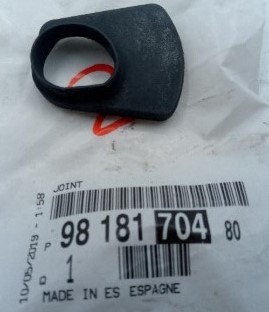 JOINT
10/05/2019 - 1:58
P 98 181 704 80
Q 1
MADE IN ES ESPAGNE